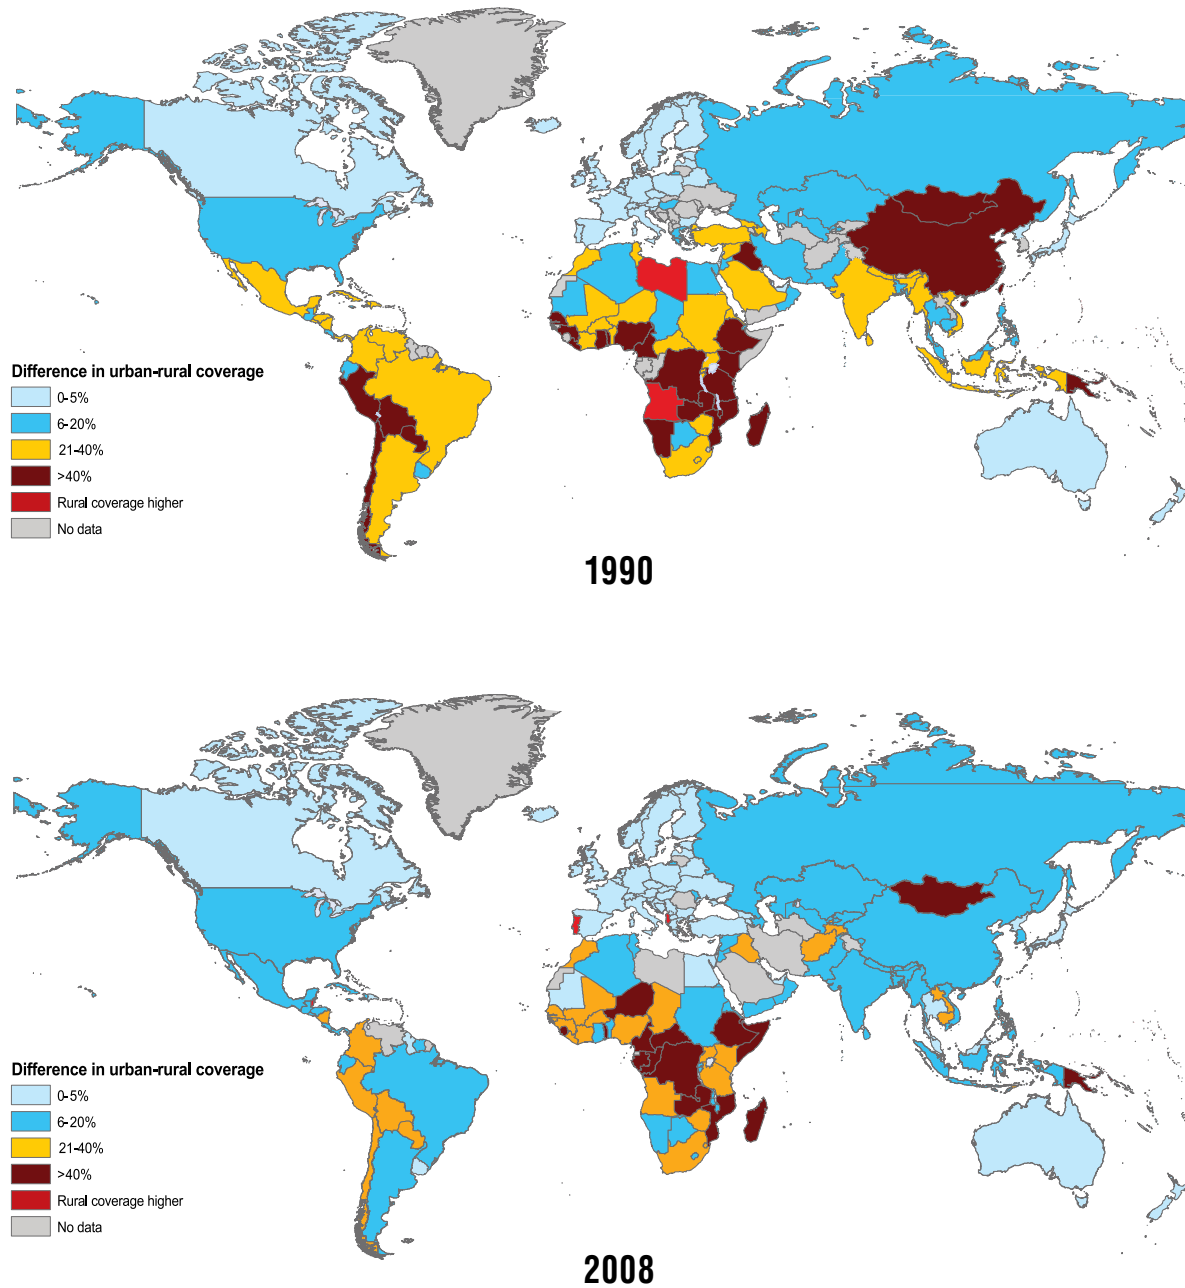 Difference in urban-rural coverage
0-5%
6-20%
21-40%
>40%
Rural coverage higher
No data
1990
Difference in urban-rural coverage
0-5%
6-20%
21-40%
>40%
Rural coverage higher
No data
2008